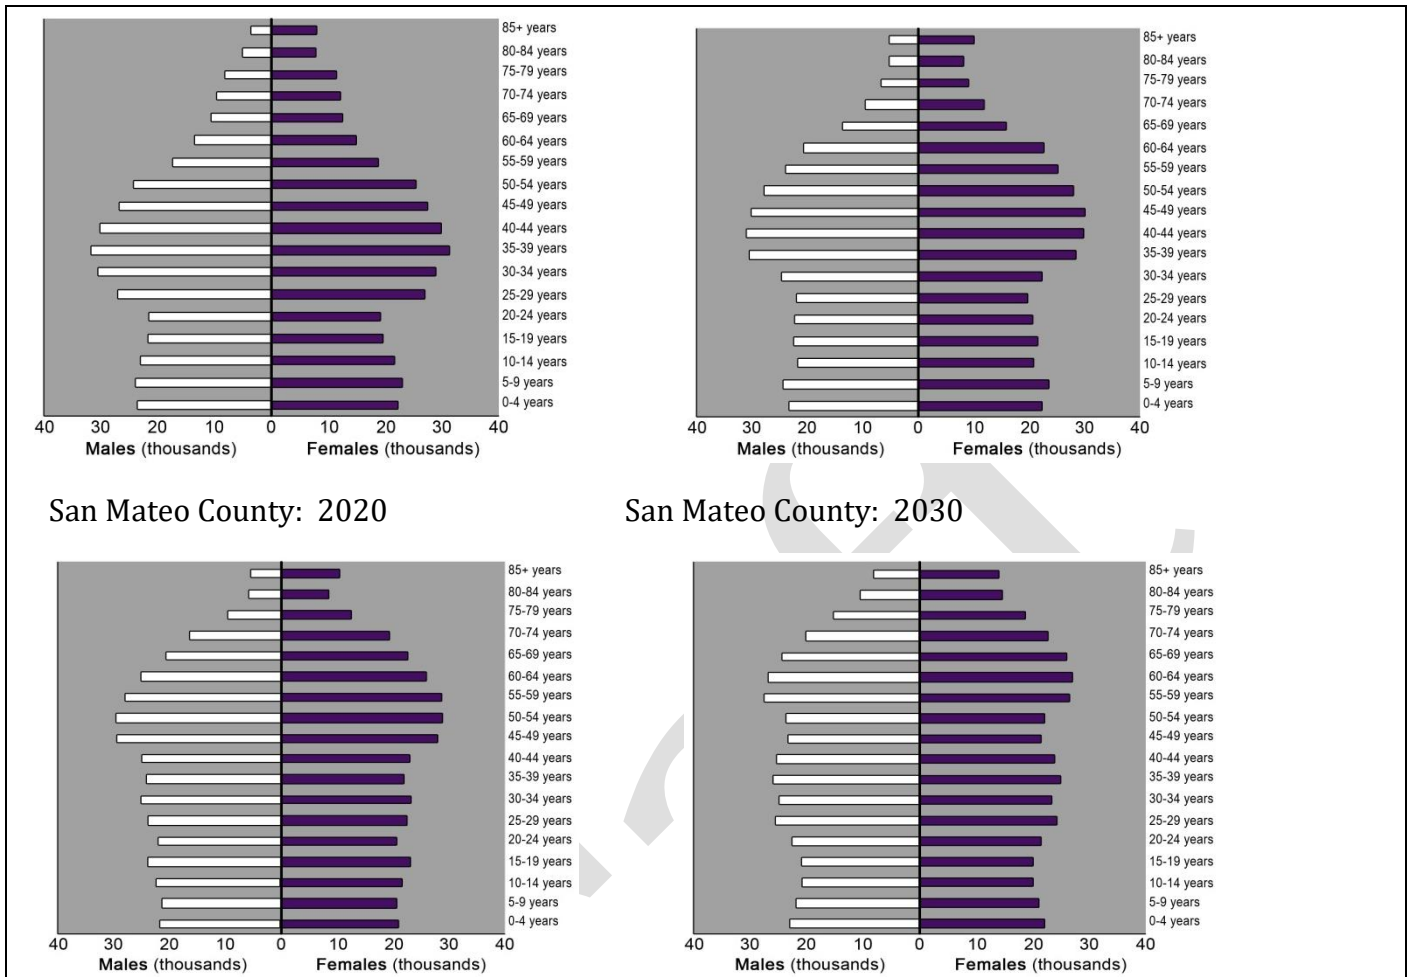 85+ years
80-84 years
75-79 years
70-74 years
65-69 years
60-64 years
55-59 years
50-54 years
45-49 years
40-44 years
35-39 years
30-34 years
25-29 years
20-24 years
15-19 years
10-14 years
5-9 years
0-4 years
40 30 20 10 0 10 20 30 40
Males (thousands) Females (thousands)
85+ years
80-84 years
75-79 years
70-74 years
65-69 years
60-64 years
55-59 years
50-54 years
45-49 years
40-44 years
35-39 years
30-34 years
25-29 years
20-24 years
15-19 years
10-14 years
5-9 years
0-4 years
40 30 20 10 0 10 20 30 40
Males (thousands) Females (thousands)
San Mateo County: 2020
San Mateo County: 2030
85+ years
80-84 years
75-79 years
70-74 years
65-69 years
60-64 years
55-59 years
50-54 years
45-49 years
40-44 years
35-39 years
30-34 years
25-29 years
20-24 years
15-19 years
10-14 years
5-9 years
0-4 years
40 30 20 10 0 10 20 30 40
Males (thousands) Females (thousands)
85+ years
80-84 years
75-79 years
70-74 years
65-69 years
60-64 years
55-59 years
50-54 years
45-49 years
40-44 years
35-39 years
30-34 years
25-29 years
20-24 years
15-19 years
10-14 years
5-9 years
0-4 years
40 30 20 10 0 10 20 30 40
Males (thousands) Females (thousands)